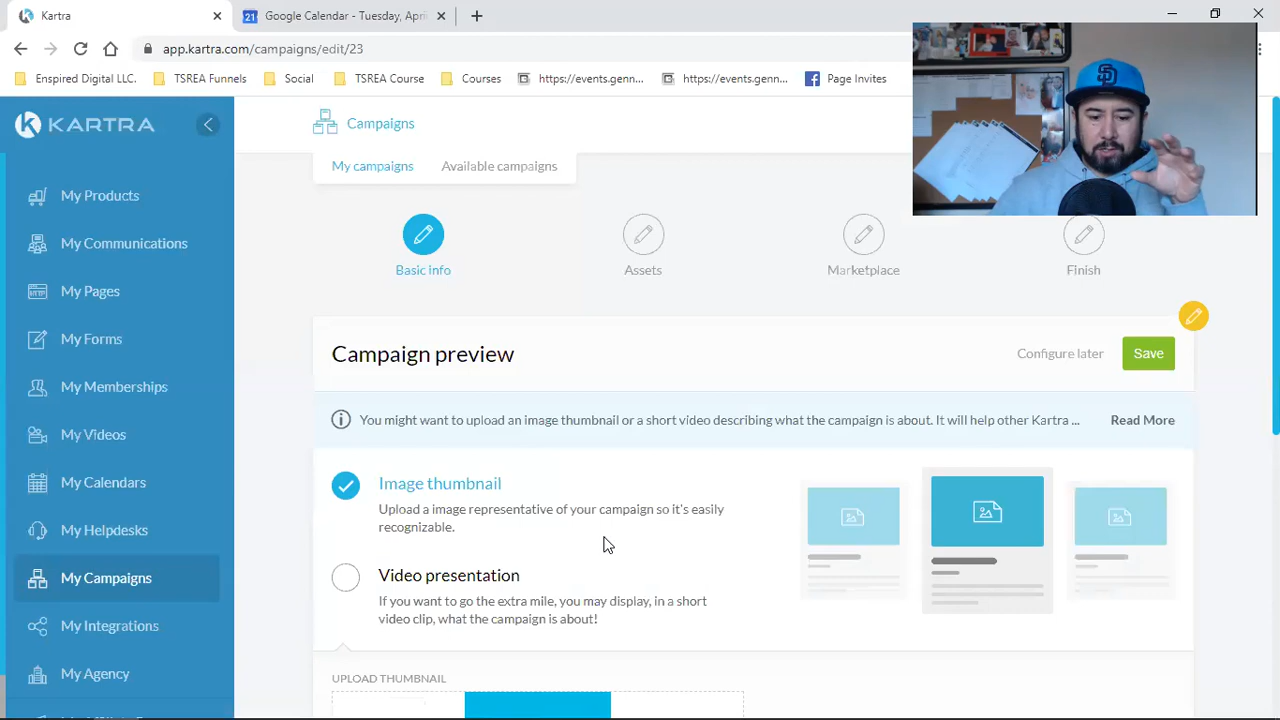 Kartra
Google Calendar - Tuesday, Apri
app.kartra.com/campaigns/edit/23
Enspired Digital LLC.
TSREA Funnels
Social
TSREA Course
Courses
https://events.genn...
https://events.genn...
Page Invites
KARTRA
Campaigns
My campaigns
Available campaigns
My Products
My Communications
My Pages
My Forms
My Memberships
My Videos
My Calendars
My Helpdesks
My Campaigns
My Integrations
My Agency
Basic info
Assets
Marketplace
Finish
Campaign preview
Configure later
Save
You might want to upload an image thumbnail or a short video describing what the campaign is about. It will help other Kartra ...
Read More
Image thumbnail
Upload a image representative of your campaign so it's easily
recognizable.
Video presentation
If you want to go the extra mile, you may display, in a short
video clip, what the campaign is about!
UPLOAD THUMBNAIL